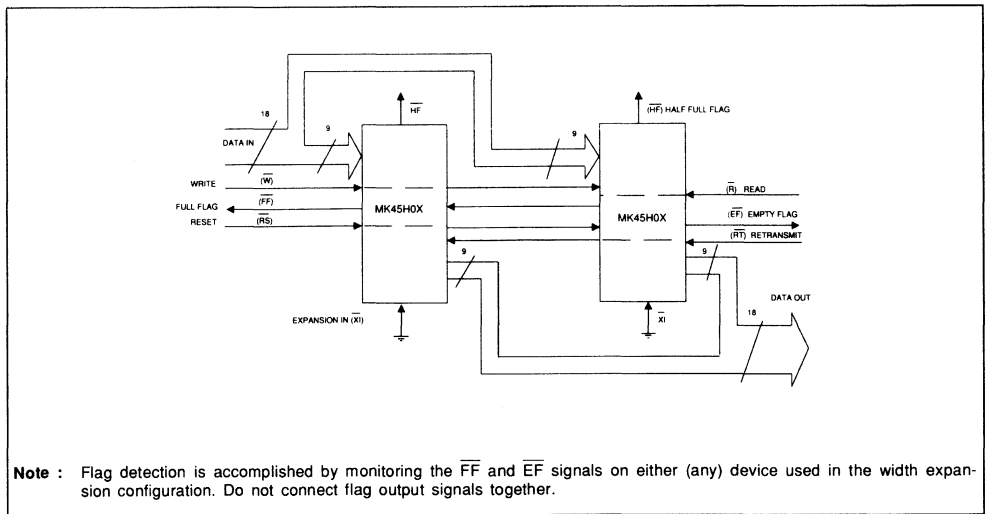 HF
(HF) HALF FULL FLAG
18
9
9
DATA IN
WRITE (W)
FULL FLAG (FF)
RESET (RS)
MK45H0X
MK45H0X
(R) READ
(EF) EMPTY FLAG
(RT) RETRANSMIT
9
9
DATA OUT
EXPANSION IN (XI)
XI
18
Note : Flag detection is accomplished by monitoring the FF and EF signals on either (any) device used in the width expan-
sion configuration. Do not connect flag output signals together.